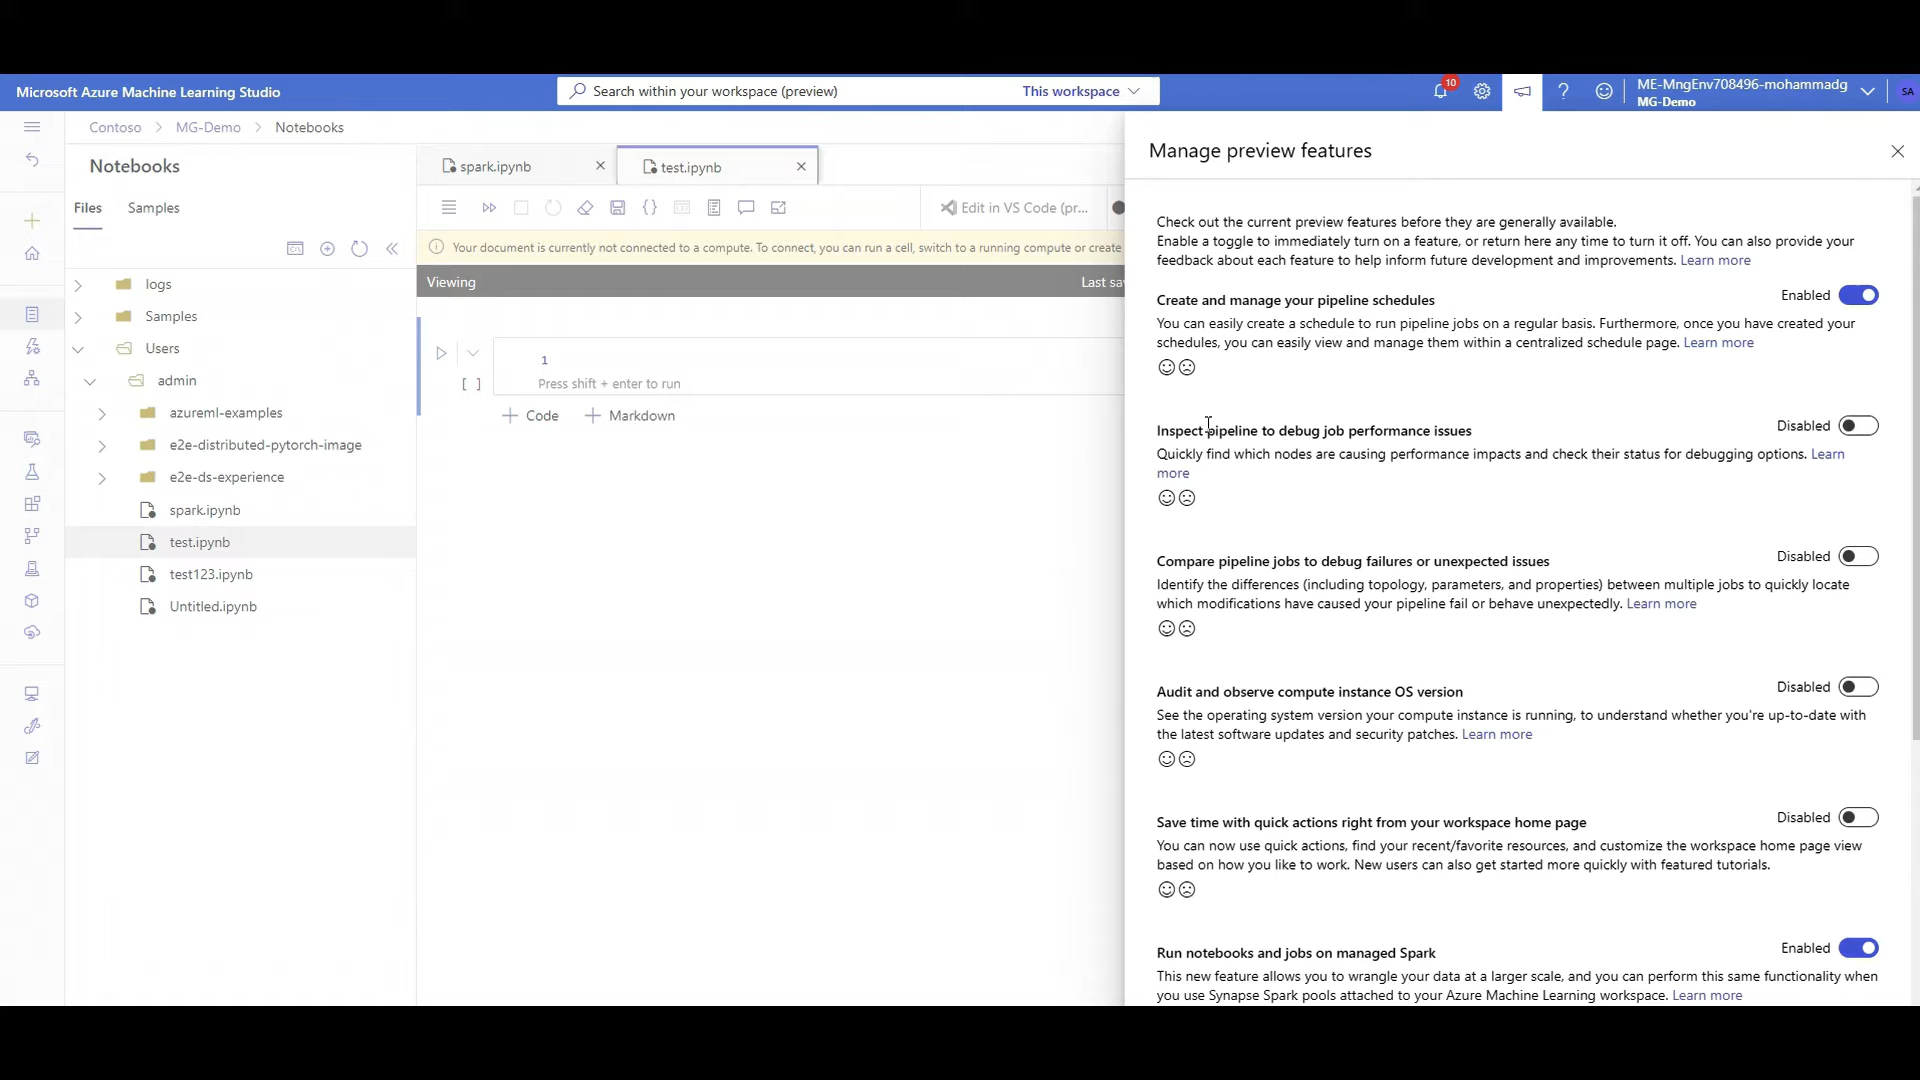 Microsoft Azure Machine Learning Studio
Search within your workspace (preview)
This workspace
10
ME-MngEnv708496-mohammadg
MG-Demo
SA
Contoso > MG-Demo > Notebooks
Notebooks
Files
Samples
logs
Samples
Users
admin
azureml-examples
e2e-distributed-pytorch-image
e2e-ds-experience
spark.ipynb
test.ipynb
test123.ipynb
Untitled.ipynb
spark.ipynb
test.ipynb
Edit in VS Code (pr...
Your document is currently not connected to a compute. To connect, you can run a cell, switch to a running compute or create
Viewing
Last sav
1
[ ]
Press shift + enter to run
+ Code
+ Markdown
Manage preview features
Check out the current preview features before they are generally available.
Enable a toggle to immediately turn on a feature, or return here any time to turn it off. You can also provide your
feedback about each feature to help inform future development and improvements. Learn more
Create and manage your pipeline schedules
Enabled
You can easily create a schedule to run pipeline jobs on a regular basis. Furthermore, once you have created your
schedules, you can easily view and manage them within a centralized schedule page. Learn more
Inspect pipeline to debug job performance issues
Disabled
Quickly find which nodes are causing performance impacts and check their status for debugging options. Learn
more
Compare pipeline jobs to debug failures or unexpected issues
Disabled
Identify the differences (including topology, parameters, and properties) between multiple jobs to quickly locate
which modifications have caused your pipeline fail or behave unexpectedly. Learn more
Audit and observe compute instance OS version
Disabled
See the operating system version your compute instance is running, to understand whether you're up-to-date with
the latest software updates and security patches. Learn more
Save time with quick actions right from your workspace home page
Disabled
You can now use quick actions, find your recent/favorite resources, and customize the workspace home page view
based on how you like to work. New users can also get started more quickly with featured tutorials.
Run notebooks and jobs on managed Spark
Enabled
This new feature allows you to wrangle your data at a larger scale, and you can perform this same functionality when
you use Synapse Spark pools attached to your Azure Machine Learning workspace. Learn more